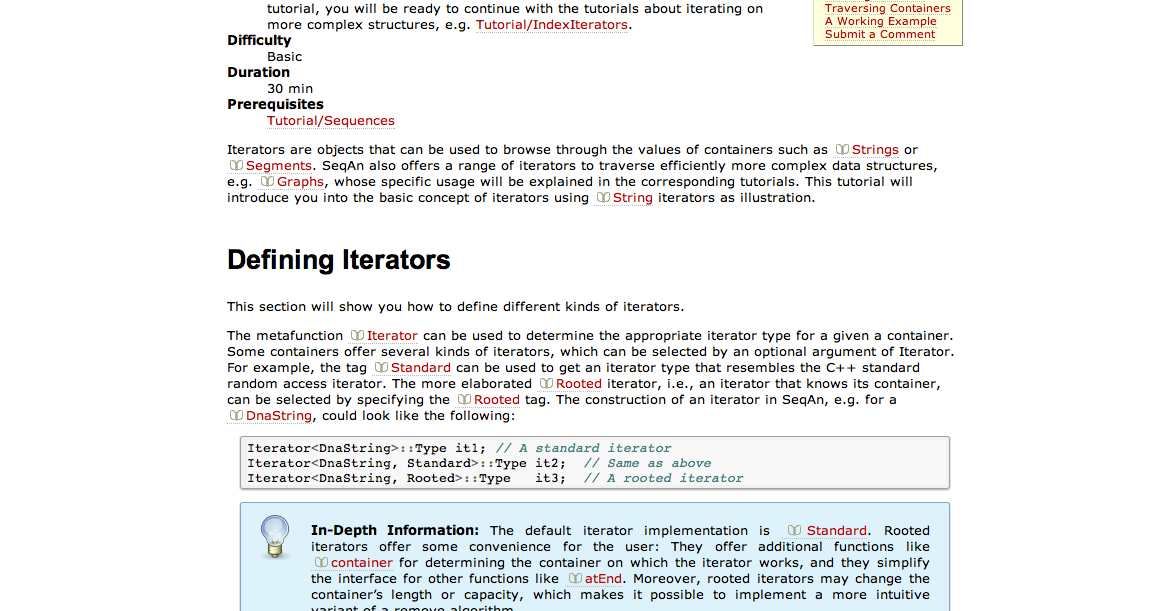 tutorial, you will be ready to continue with the tutorials about iterating on
more complex structures, e.g. Tutorial/IndexIterators.
Difficulty
Basic
Duration
30 min
Prerequisites
Tutorial/Sequences
Traversing Containers
A Working Example
Submit a Comment
Iterators are objects that can be used to browse through the values of containers such as Strings or
Segments. SeqAn also offers a range of iterators to traverse efficiently more complex data structures,
e.g. Graphs, whose specific usage will be explained in the corresponding tutorials. This tutorial will
introduce you into the basic concept of iterators using String iterators as illustration.
Defining Iterators
This section will show you how to define different kinds of iterators.
The metafunction Iterator can be used to determine the appropriate iterator type for a given a container.
Some containers offer several kinds of iterators, which can be selected by an optional argument of Iterator.
For example, the tag Standard can be used to get an iterator type that resembles the C++ standard
random access iterator. The more elaborated Rooted iterator, i.e., an iterator that knows its container,
can be selected by specifying the Rooted tag. The construction of an iterator in SeqAn, e.g. for a
DnaString, could look like the following:
Iterator<DnaString>::Type it1; // A standard iterator
Iterator<DnaString, Standard>::Type it2;  // Same as above
Iterator<DnaString, Rooted>::Type   it3;  // A rooted iterator
In-Depth Information: The default iterator implementation is Standard. Rooted
iterators offer some convenience for the user: They offer additional functions like
container for determining the container on which the iterator works, and they simplify
the interface for other functions like atEnd. Moreover, rooted iterators may change the
container's length or capacity, which makes it possible to implement a more intuitive
variant of a remove algorithm.